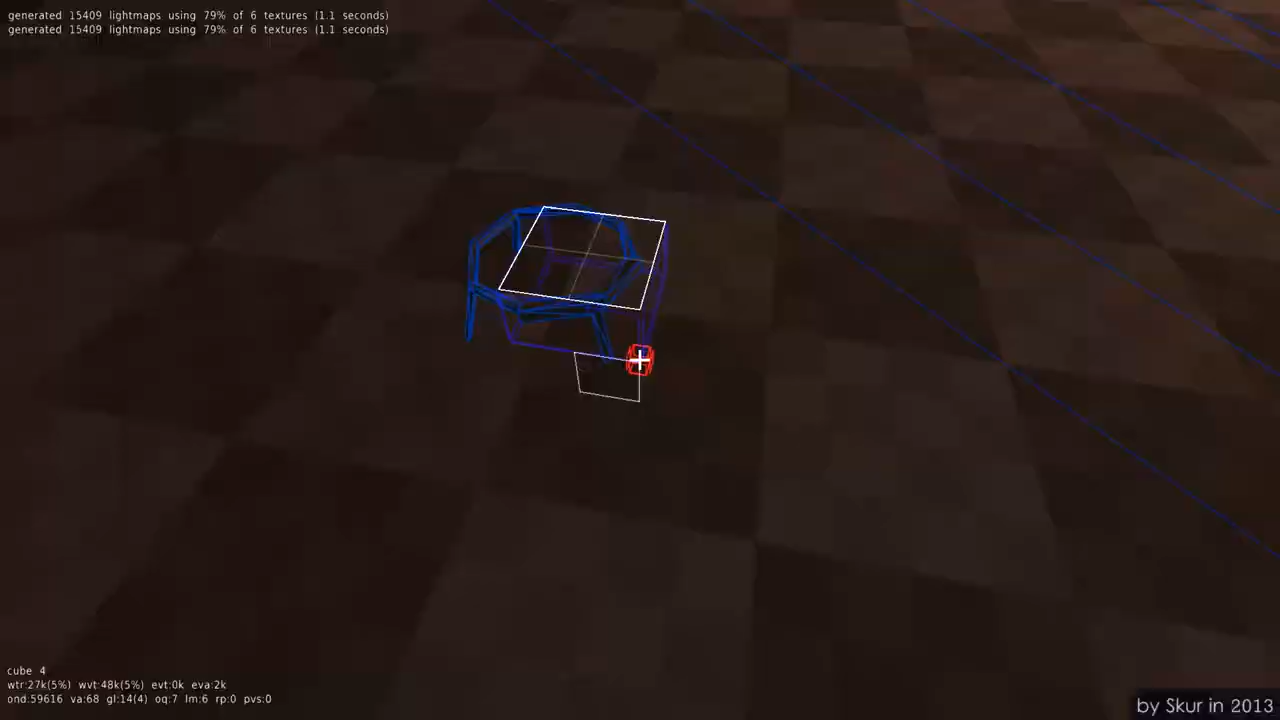 generated 15409 lightmaps using 79% of 6 textures (1.1 seconds)
generated 15409 lightmaps using 79% of 6 textures (1.1 seconds)
cube 4
wtr:27k(5%) wvt:48k(5%) evt:0k eva:2k
ond:59616 va:68 gl:14(4) oq:7 lm:6 rp:0 pvs:0
by Skur in 2013